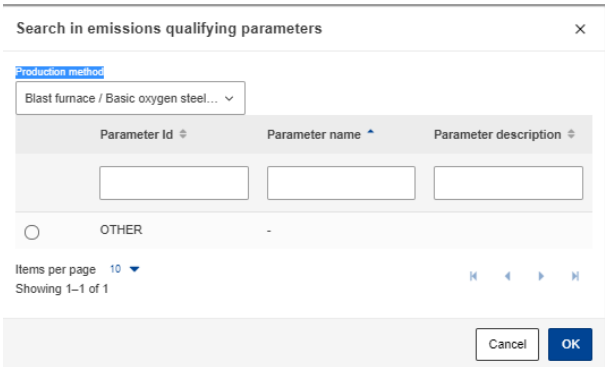 Search in emissions qualifying parameters
Production method
Blast furnace / Basic oxygen steel...
Parameter Id Parameter name Parameter description
OTHER -
Items per page 10
Showing 1–1 of 1
Cancel OK